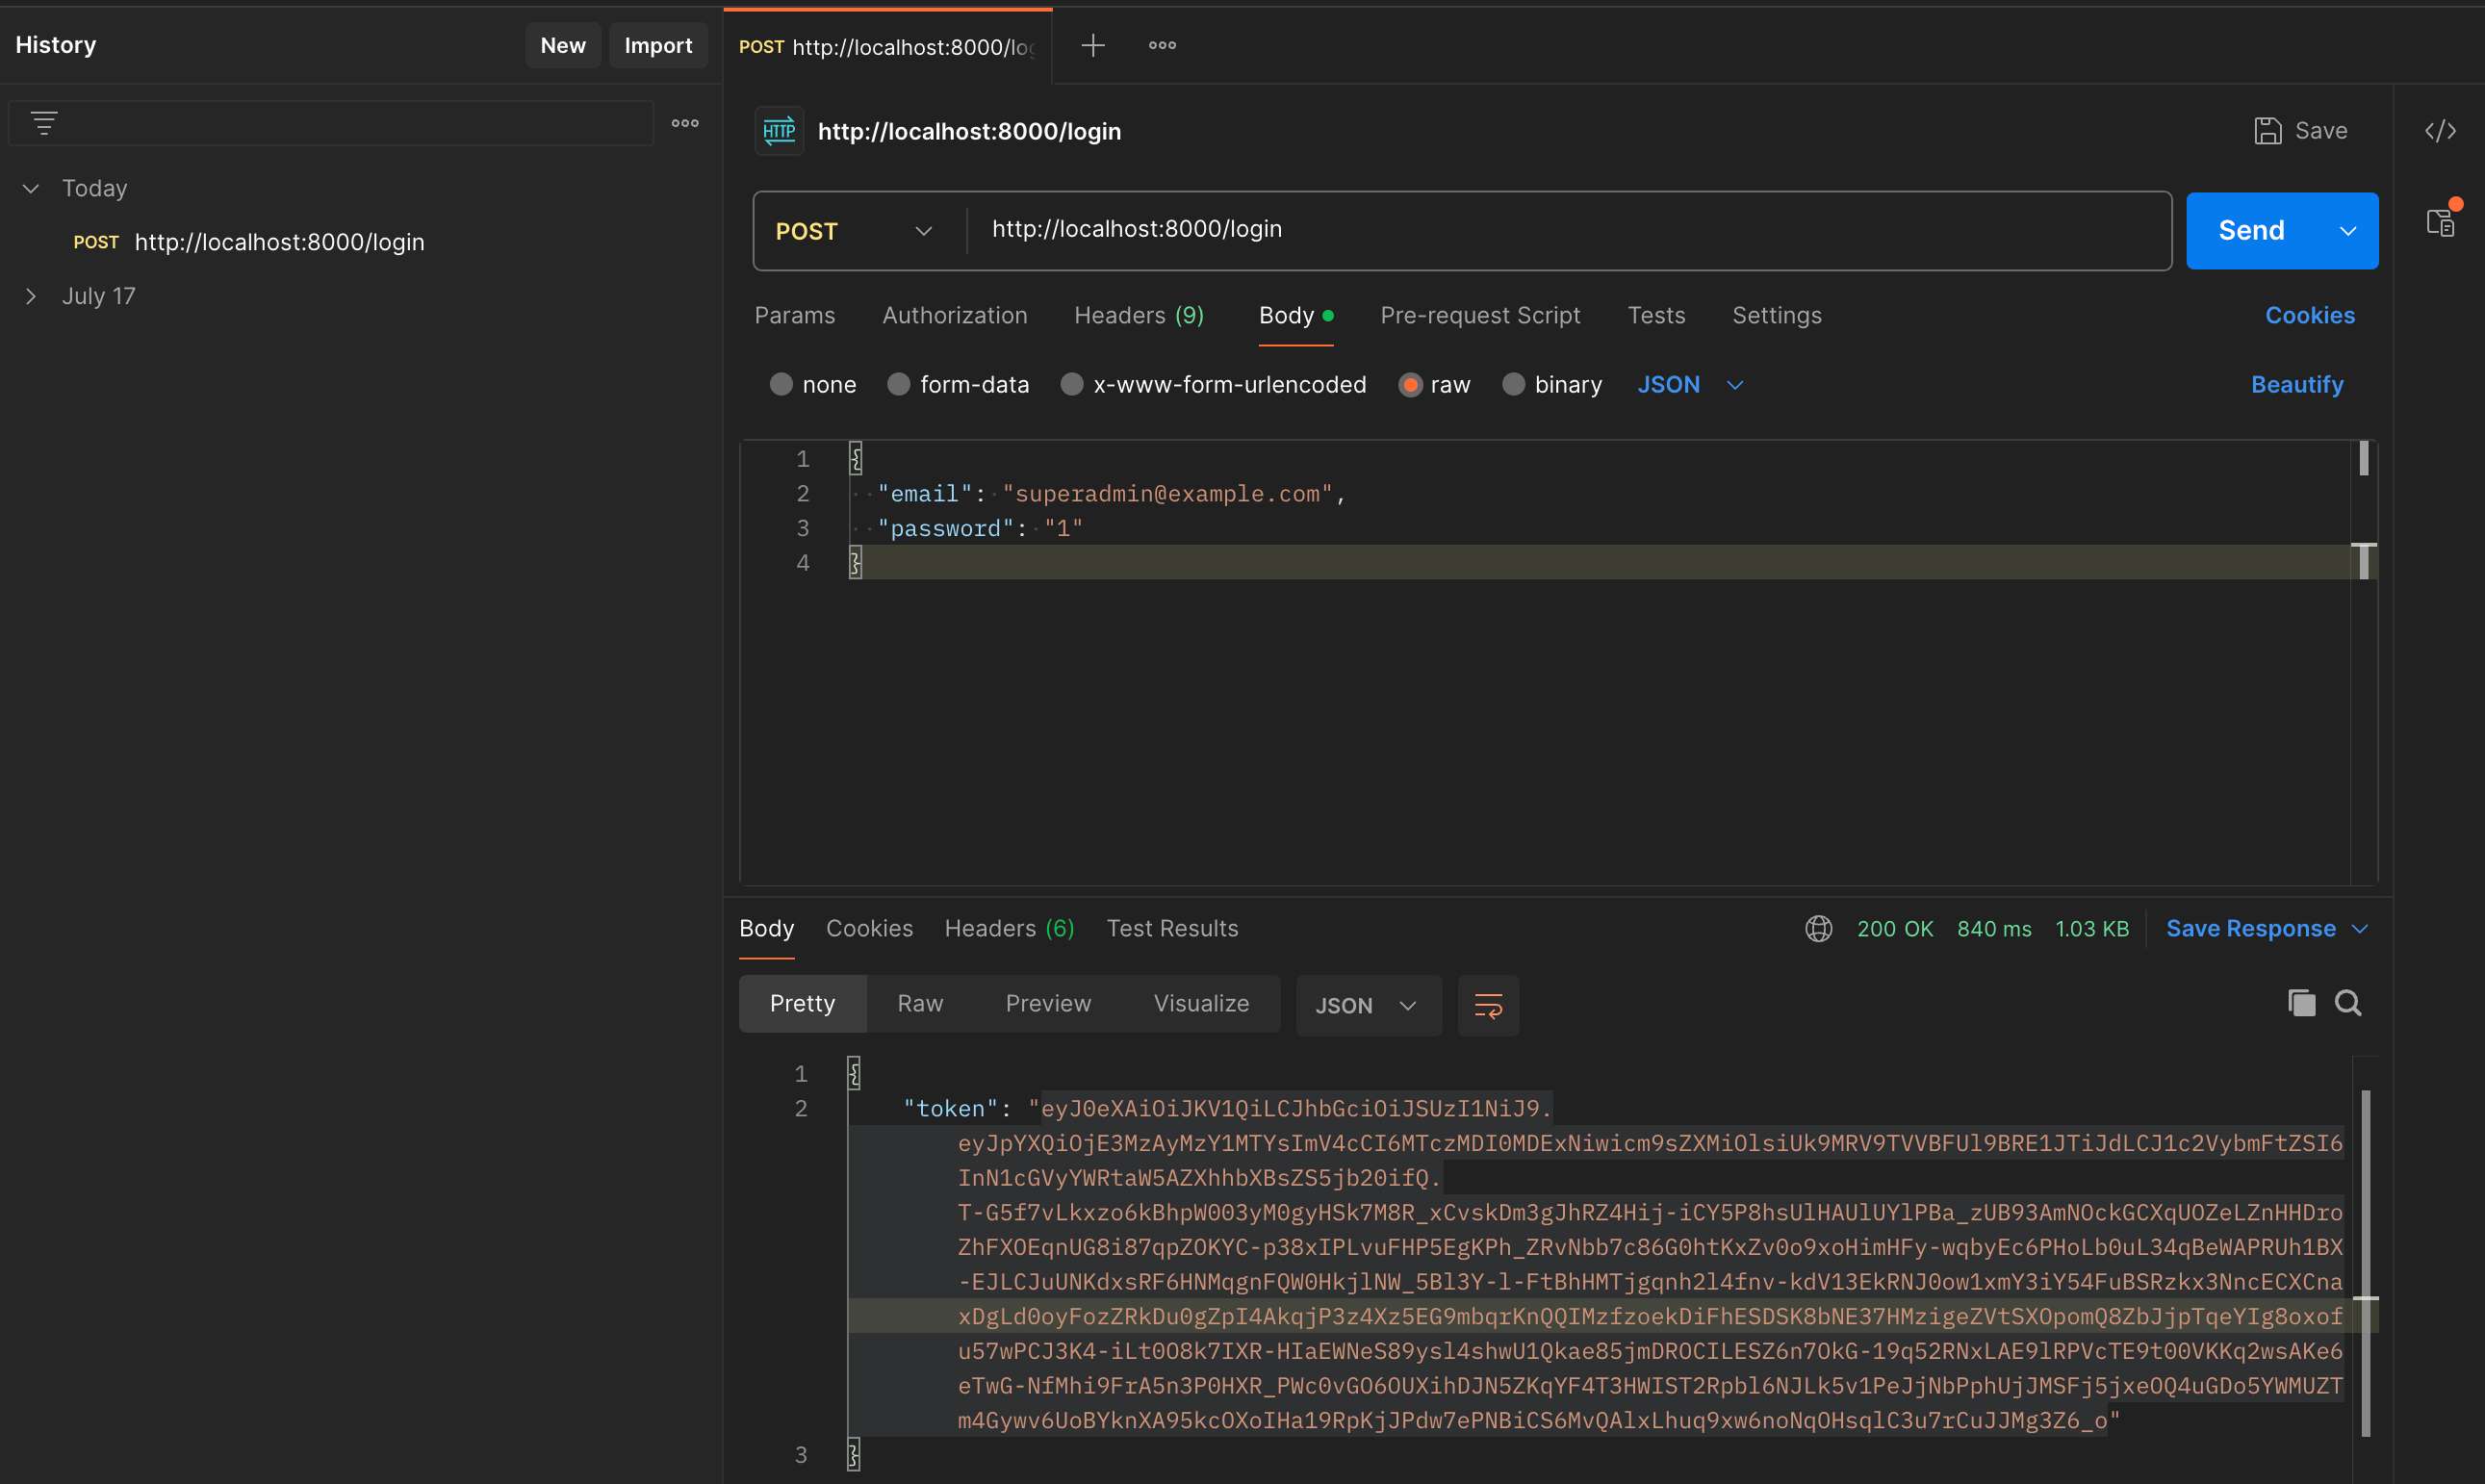 History
New
Import
POST http://localhost:8000/log
HTTP http://localhost:8000/login
Save
Today
POST http://localhost:8000/login
July 17
POST http://localhost:8000/login
Send
Params Authorization Headers (9) Body Pre-request Script Tests Settings Cookies
none form-data x-www-form-urlencoded raw binary JSON Beautify
1 {
2 "email": "superadmin@example.com",
3 "password": "1"
4 }
Body Cookies Headers (6) Test Results 200 OK 840 ms 1.03 KB Save Response
Pretty Raw Preview Visualize JSON
1 {
2 "token": "eyJ0eXAiOiJKV1QiLCJhbGciOiJSUzI1NiJ9.
eyJpYXQiOjE3MzAyMzY1MTYsImV4cCI6MTczMDI0MDExNiwicm9sZXMiOlsiUk9MRV9TVVBFUl9BRE1JTiJdLCJ1c2VybmFtZSI6
InN1cGVyYWRtaW5AZXhhbXBsZS5jb20ifQ.
T-G5f7vLkxzo6kBhpW003yM0gyHSk7M8R_xCvskDm3gJhRZ4Hij-iCY5P8hsUlHAUlUYlPBa_zUB93AmNOckGCXqUOZeLZnHHDro
ZhFXOEqnUG8i87qpZOKYC-p38xIPLvuFHP5EgKPh_ZRvNbb7c86G0htKxZv0o9xoHimHFy-wqbyEc6PHoLb0uL34qBeWAPRUh1BX
-EJLCJuUNKdxsRF6HNMqgnFQW0HkjlNW_5Bl3Y-l-FtBhHMTjgqnh2l4fnv-kdV13EkRNJ0ow1xmY3iY54FuBSRzkx3NncECXCna
xDgLd0oyFozZRkDu0gZpI4AkqjP3z4Xz5EG9mbqrKnQQIMzfzoekDiFhESDSK8bNE37HMzigeZVtSXOpomQ8ZbJjpTqeYIg8oxof
u57wPCJ3K4-iLt0O8k7IXR-HIaEWNeS89ysl4shwU1Qkae85jmDROCILESZ6n7OkG-19q52RNxLAE9lRPVcTE9t00VKKq2wsAKe6
eTwG-NfMhi9FrA5n3P0HXR_PWc0vGO6OUXihDJN5ZKqYF4T3HWIST2Rpbl6NJLk5v1PeJjNbPphUjJMSFj5jxeOQ4uGDo5YWMUZT
m4Gywv6UoBYknXA95kcOXoIHa19RpKjJPdw7ePNBiCS6MvQAlxLhuq9xw6noNqOHsqlC3u7rCuJJMg3Z6_o"
3 }